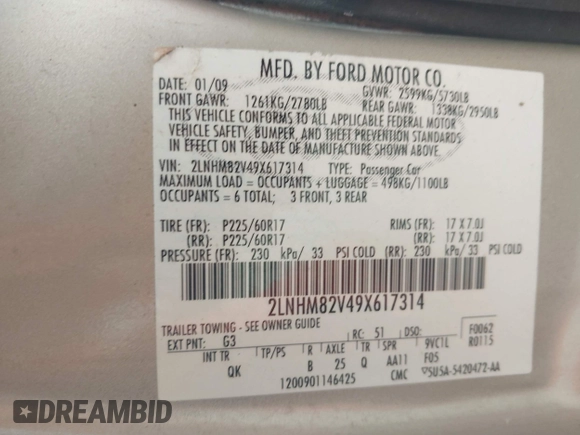 MFD. BY FORD MOTOR CO.
DATE: 01/09 GVWR: 2599KG/5730LB
FRONT GAWR: 1261KG/2780LB REAR GAWR: 1338KG/2950LB
THIS VEHICLE CONFORMS TO ALL APPLICABLE FEDERAL MOTOR
VEHICLE SAFETY, BUMPER, AND THEFT PREVENTION STANDARDS
IN EFFECT ON THE DATE OF MANUFACTURE SHOWN ABOVE.
VIN: 2LNHM82V49X617314 TYPE: Passenger Car
MAXIMUM LOAD = OCCUPANTS + LUGGAGE = 498KG/1100LB
OCCUPANTS = 6 TOTAL; 3 FRONT, 3 REAR
TIRE (FR): P225/60R17 RIMS (FR): 17 X 7.0J
(RR): P225/60R17 (RR): 17 X 7.0J
PRESSURE (FR): 230 kPa/ 33 PSI COLD (RR): 230 kPa/ 33 PSI COLD
2LNHM82V49X617314
TRAILER TOWING - SEE OWNER GUIDE
EXT PNT: G3 RC: 51 DSO: F0062
INT TR TP/PS R AXLE TR SPR 9VC1L R0115
QK B 25 Q AA11 F05
1200901146425 CMC ▽5U5A-5420472-AA
DREAMBID